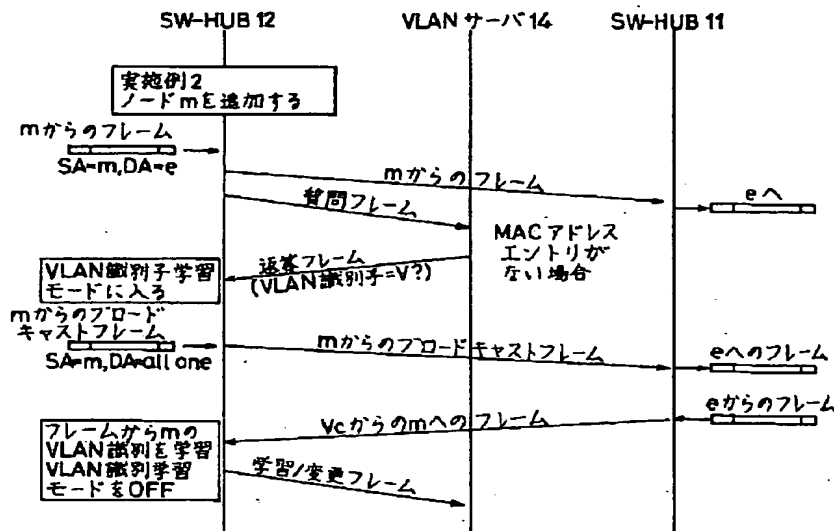 SW-HUB 12
VLAN サーバ 14
SW-HUB 11
実施例2
ノードmを追加する
mからのフレーム
SA=m,DA=e
mからのフレーム
eへ
質問フレーム
MACアドレス
エントリが
ない場合
返答フレーム
(VLAN識別子=V?)
VLAN識別子学習
モードに入る
mからのブロード
キャストフレーム
SA=m,DA=all one
mからのブロードキャストフレーム
eへのフレーム
eからのフレーム
Vcからのmへのフレーム
フレームからmの
VLAN識別を学習
VLAN識別学習
モードをOFF
学習/変更フレーム